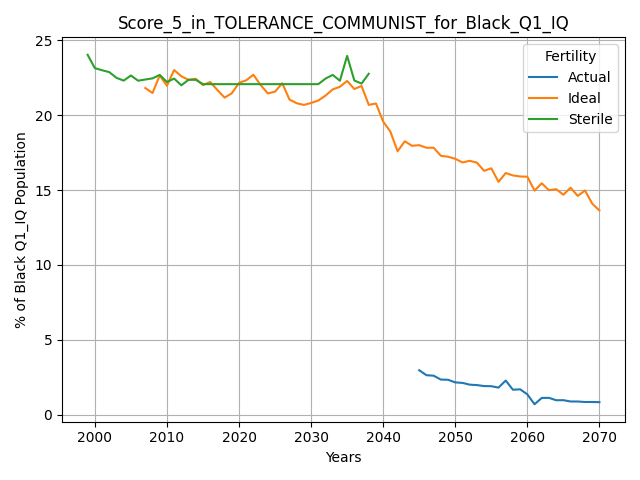 Score_5_in_TOLERANCE_COMMUNIST_for_Black_Q1_IQ
% of Black Q1_IQ Population
25
20
15
10
5
0
Fertility
Actual
Ideal
Sterile
2000 2010 2020 2030 2040 2050 2060 2070
Years